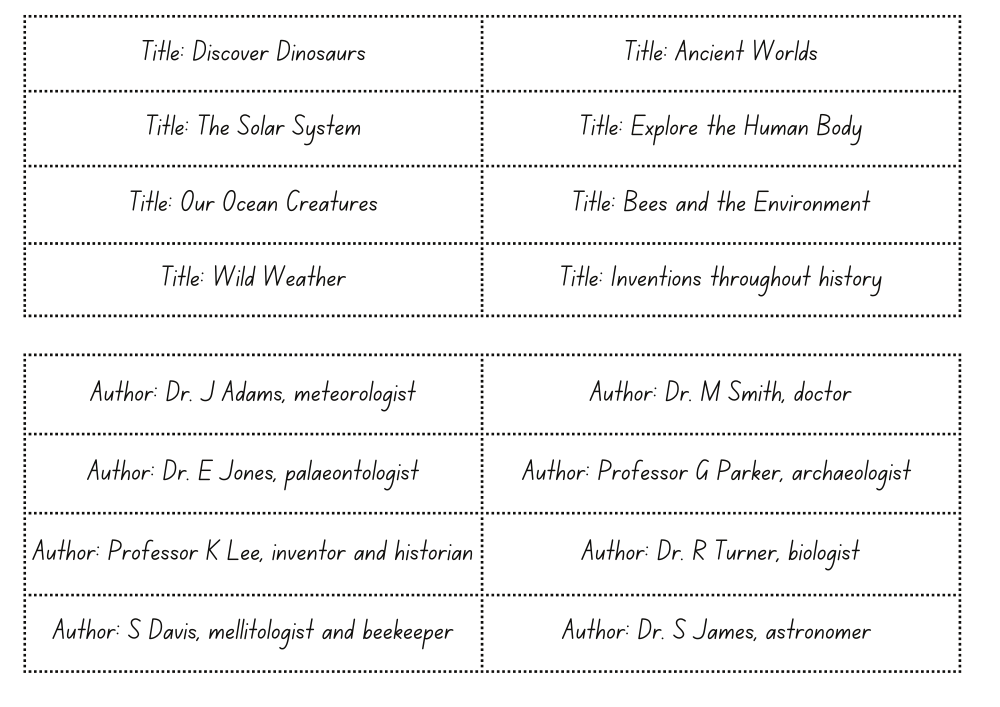 Title: Discover Dinosaurs
Title: Ancient Worlds
Title: The Solar System
Title: Explore the Human Body
Title: Our Ocean Creatures
Title: Bees and the Environment
Title: Wild Weather
Title: Inventions throughout history
Author: Dr. J Adams, meteorologist
Author: Dr. M Smith, doctor
Author: Dr. E Jones, palaeontologist
Author: Professor G Parker, archaeologist
Author: Professor K Lee, inventor and historian
Author: Dr. R Turner, biologist
Author: S Davis, mellitologist and beekeeper
Author: Dr. S James, astronomer